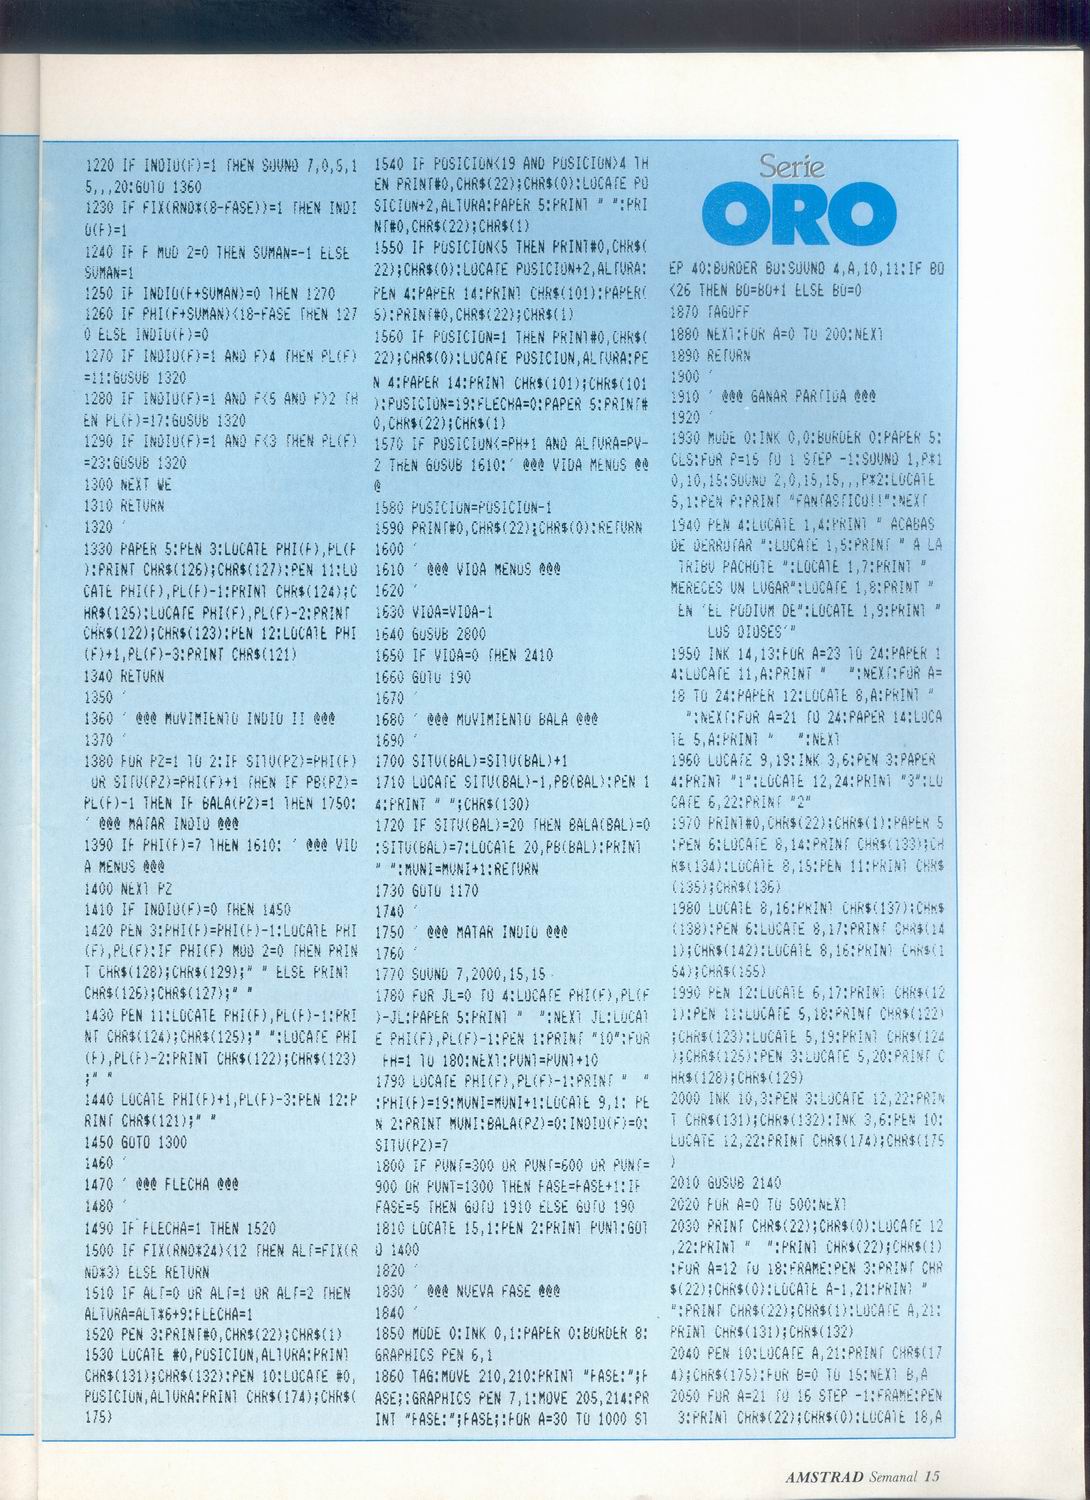 1220 IF INDIO(F)=1 THEN SOUND 7,0,5,1
5,,,20:GOTO 1360
1230 IF FIX(RND*(8-FASE))=1 THEN INDI
O(F)=1
1240 IF F MOD 2=0 THEN SUMAN=-1 ELSE
SUMAN=1
1250 IF INDIO(F+SUMAN)=0 THEN 1270
1260 IF PHI(F+SUMAN)<18-FASE THEN 127
0 ELSE INDIO(F)=0
1270 IF INDIO(F)=1 AND F>4 THEN PL(F)
=11:GOSUB 1320
1280 IF INDIO(F)=1 AND F<5 AND F>2 TH
EN PL(F)=17:GOSUB 1320
1290 IF INDIO(F)=1 AND F<3 THEN PL(F)
=23:GOSUB 1320
1300 NEXT WE
1310 RETURN
1320 '
1330 PAPER 5:PEN 3:LOCATE PHI(F),PL(F
):PRINT CHR$(126);CHR$(127):PEN 11:LO
CATE PHI(F),PL(F)-1:PRINT CHR$(124);C
HR$(125):LOCATE PHI(F),PL(F)-2:PRINT
CHR$(122);CHR$(123):PEN 12:LOCATE PHI
(F)+1,PL(F)-3:PRINT CHR$(121)
1340 RETURN
1350 '
1360 ' @@@ MOVIMIENTO INDIO II @@@
1370 '
1380 FOR PZ=1 TO 2:IF SITU(PZ)=PHI(F)
 OR SITU(PZ)=PHI(F)+1 THEN IF PB(PZ)=
PL(F)-1 THEN IF BALA(PZ)=1 THEN 1750:
' @@@ MATAR INDIO @@@
1390 IF PHI(F)=7 THEN 1610: ' @@@ VID
A MENOS @@@
1400 NEXT PZ
1410 IF INDIO(F)=0 THEN 1450
1420 PEN 3:PHI(F)=PHI(F)-1:LOCATE PHI
(F),PL(F):IF PHI(F) MOD 2=0 THEN PRIN
T CHR$(128);CHR$(129);" " ELSE PRINT
CHR$(126);CHR$(127);" "
1430 PEN 11:LOCATE PHI(F),PL(F)-1:PRI
NT CHR$(124);CHR$(125);" ":LOCATE PHI
(F),PL(F)-2:PRINT CHR$(122);CHR$(123)
;" "
1440 LOCATE PHI(F)+1,PL(F)-3:PEN 12:P
RINT CHR$(121);" "
1450 GOTO 1300
1460 '
1470 ' @@@ FLECHA @@@
1480 '
1490 IF FLECHA=1 THEN 1520
1500 IF FIX(RND*24)<12 THEN ALT=FIX(R
ND*3) ELSE RETURN
1510 IF ALT=0 OR ALT=1 OR ALT=2 THEN
ALTURA=ALT*6+9:FLECHA=1
1520 PEN 3:PRINT#0,CHR$(22);CHR$(1)
1530 LOCATE #0,POSICION,ALTURA:PRINT
CHR$(131);CHR$(132):PEN 10:LOCATE #0,
POSICION,ALTURA:PRINT CHR$(174);CHR$(
175)
1540 IF POSICION<19 AND POSICION>4 TH
EN PRINT#0,CHR$(22);CHR$(0):LOCATE PO
SICION+2,ALTURA:PAPER 5:PRINT " ":PRI
NT#0,CHR$(22);CHR$(1)
1550 IF POSICION<5 THEN PRINT#0,CHR$(
22);CHR$(0):LOCATE POSICION+2,ALTURA:
PEN 4:PAPER 14:PRINT CHR$(101):PAPER(
5):PRINT#0,CHR$(22);CHR$(1)
1560 IF POSICION=1 THEN PRINT#0,CHR$(
22);CHR$(0):LOCATE POSICION,ALTURA:PE
N 4:PAPER 14:PRINT CHR$(101);CHR$(101
):POSICION=19:FLECHA=0:PAPER 5:PRINT#
0,CHR$(22);CHR$(1)
1570 IF POSICION<=PH+1 AND ALTURA=PV-
2 THEN GOSUB 1610:' @@@ VIDA MENOS @@
@
1580 POSICION=POSICION-1
1590 PRINT#0,CHR$(22);CHR$(0):RETURN
1600 '
1610 ' @@@ VIDA MENOS @@@
1620 '
1630 VIDA=VIDA-1
1640 GOSUB 2800
1650 IF VIDA=0 THEN 2410
1660 GOTO 190
1670 '
1680 ' @@@ MOVIMIENTO BALA @@@
1690 '
1700 SITU(BAL)=SITU(BAL)+1
1710 LOCATE SITU(BAL)-1,PB(BAL):PEN 1
4:PRINT " ";CHR$(130)
1720 IF SITU(BAL)=20 THEN BALA(BAL)=0
:SITU(BAL)=7:LOCATE 20,PB(BAL):PRINT
" ":MUNI=MUNI+1:RETURN
1730 GOTO 1170
1740 '
1750 ' @@@ MATAR INDIO @@@
1760 '
1770 SOUND 7,2000,15,15
1780 FOR JL=0 TO 4:LOCATE PHI(F),PL(F
)-JL:PAPER 5:PRINT "  ":NEXT JL:LOCAT
E PHI(F),PL(F)-1:PEN 1:PRINT "10":FOR
 FH=1 TO 180:NEXT:PUNT=PUNT+10
1790 LOCATE PHI(F),PL(F)-1:PRINT "  "
:PHI(F)=19:MUNI=MUNI+1:LOCATE 9,1: PE
N 2:PRINT MUNI:BALA(PZ)=0:INDIO(F)=0:
SITU(PZ)=7
1800 IF PUNT=300 OR PUNT=600 OR PUNT=
900 OR PUNT=1300 THEN FASE=FASE+1:IF
FASE=5 THEN GOTO 1910 ELSE GOTO 190
1810 LOCATE 15,1:PEN 2:PRINT PUNT:GOT
O 1400
1820 '
1830 ' @@@ NUEVA FASE @@@
1840 '
1850 MODE 0:INK 0,1:PAPER 0:BORDER 8:
GRAPHICS PEN 6,1
1860 TAG:MOVE 210,210:PRINT "FASE:";F
ASE;:GRAPHICS PEN 7,1:MOVE 205,214:PR
INT "FASE:";FASE;:FOR A=30 TO 1000 ST
Serie
ORO
EP 40:BORDER BO:SOUND 4,A,10,11:IF BO
<26 THEN BO=BO+1 ELSE BO=0
1870 TAGOFF
1880 NEXT:FOR A=0 TO 200:NEXT
1890 RETURN
1900 '
1910 ' @@@ GANAR PARTIDA @@@
1920 '
1930 MODE 0:INK 0,0:BORDER 0:PAPER 5:
CLS:FOR P=15 TO 1 STEP -1:SOUND 1,P*1
0,10,15:SOUND 2,0,15,15,,,P*2:LOCATE
5,1:PEN P:PRINT "FANTASTICO!!":NEXT
1940 PEN 4:LOCATE 1,4:PRINT " ACABAS
DE DERROTAR ":LOCATE 1,5:PRINT " A LA
 TRIBU PACHOTE ":LOCATE 1,7:PRINT "
MERECES UN LUGAR":LOCATE 1,8:PRINT "
 EN 'EL PODIUM DE":LOCATE 1,9:PRINT "
     LOS DIOSES'"
1950 INK 14,13:FOR A=23 TO 24:PAPER 1
4:LOCATE 11,A:PRINT "   ":NEXT:FOR A=
18 TO 24:PAPER 12:LOCATE 8,A:PRINT "
  ":NEXT:FOR A=21 TO 24:PAPER 14:LOCA
TE 5,A:PRINT "   ":NEXT
1960 LOCATE 9,19:INK 3,6:PEN 3:PAPER
4:PRINT "1":LOCATE 12,24:PRINT "3":LO
CATE 6,22:PRINT "2"
1970 PRINT#0,CHR$(22);CHR$(1):PAPER 5
:PEN 6:LOCATE 8,14:PRINT CHR$(133);CH
R$(134):LOCATE 8,15:PEN 11:PRINT CHR$
(135);CHR$(136)
1980 LOCATE 8,16:PRINT CHR$(137);CHR$
(138):PEN 6:LOCATE 8,17:PRINT CHR$(14
1);CHR$(142):LOCATE 8,16:PRINT CHR$(1
54);CHR$(155)
1990 PEN 12:LOCATE 6,17:PRINT CHR$(12
1):PEN 11:LOCATE 5,18:PRINT CHR$(122)
;CHR$(123):LOCATE 5,19:PRINT CHR$(124
);CHR$(125):PEN 3:LOCATE 5,20:PRINT C
HR$(128);CHR$(129)
2000 INK 10,3:PEN 3:LOCATE 12,22:PRIN
T CHR$(131);CHR$(132):INK 3,6:PEN 10:
LOCATE 12,22:PRINT CHR$(174);CHR$(175
)
2010 GOSUB 2140
2020 FOR A=0 TO 500:NEXT
2030 PRINT CHR$(22);CHR$(0):LOCATE 12
,22:PRINT "  ":PRINT CHR$(22);CHR$(1)
:FOR A=12 TO 18:FRAME:PEN 3:PRINT CHR
$(22);CHR$(0):LOCATE A-1,21:PRINT "
":PRINT CHR$(22);CHR$(1):LOCATE A,21:
PRINT CHR$(131);CHR$(132)
2040 PEN 10:LOCATE A,21:PRINT CHR$(17
4);CHR$(175):FOR B=0 TO 15:NEXT B,A
2050 FOR A=21 TO 16 STEP -1:FRAME:PEN
 3:PRINT CHR$(22);CHR$(0):LOCATE 18,A
AMSTRAD Semanal 15